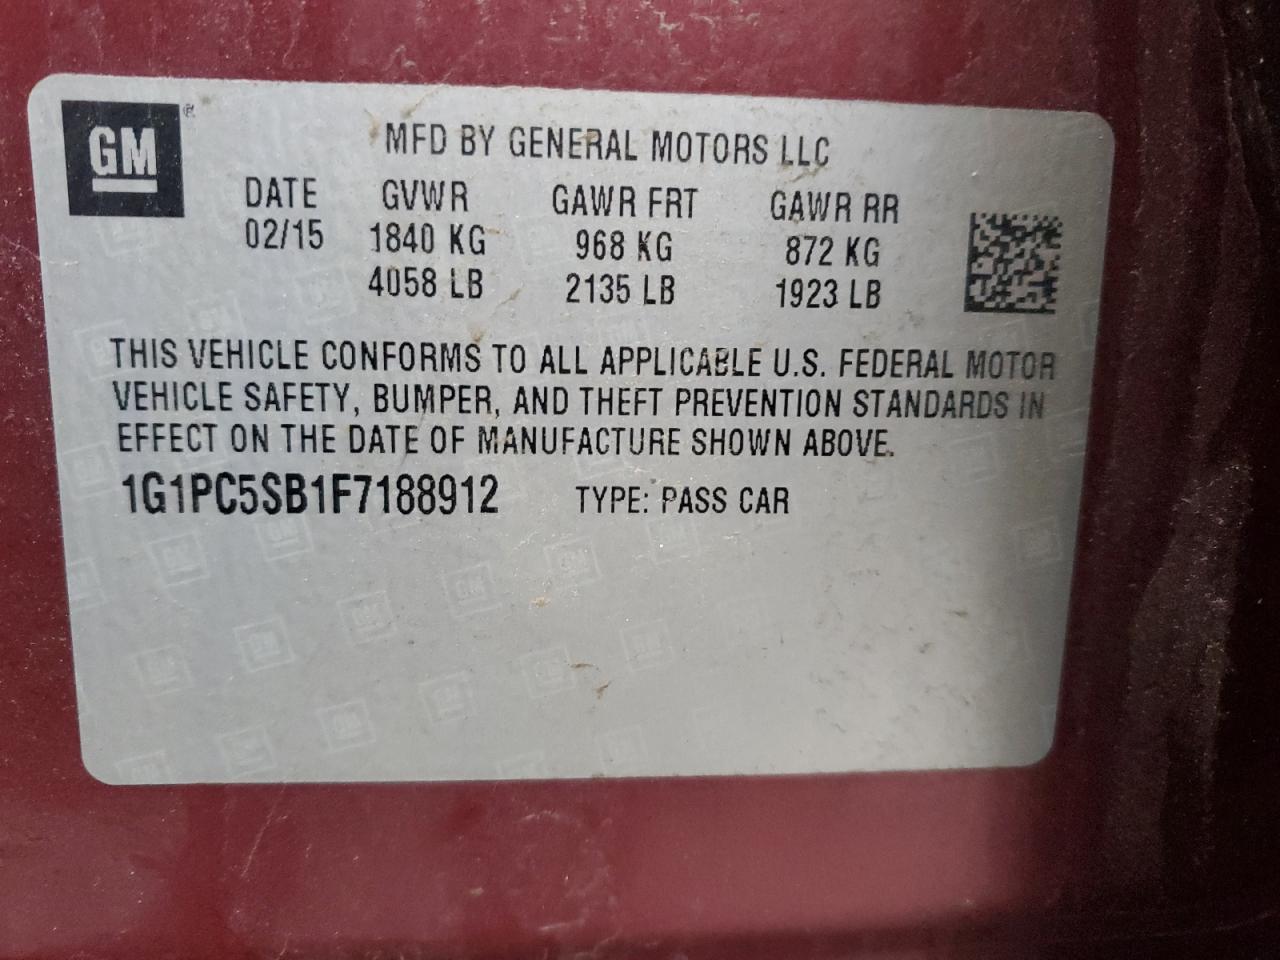 GM ®
MFD BY GENERAL MOTORS LLC
DATE GVWR GAWR FRT GAWR RR
02/15 1840 KG 968 KG 872 KG
4058 LB 2135 LB 1923 LB
THIS VEHICLE CONFORMS TO ALL APPLICABLE U.S. FEDERAL MOTOR
VEHICLE SAFETY, BUMPER, AND THEFT PREVENTION STANDARDS IN
EFFECT ON THE DATE OF MANUFACTURE SHOWN ABOVE.
1G1PC5SB1F7188912 TYPE: PASS CAR